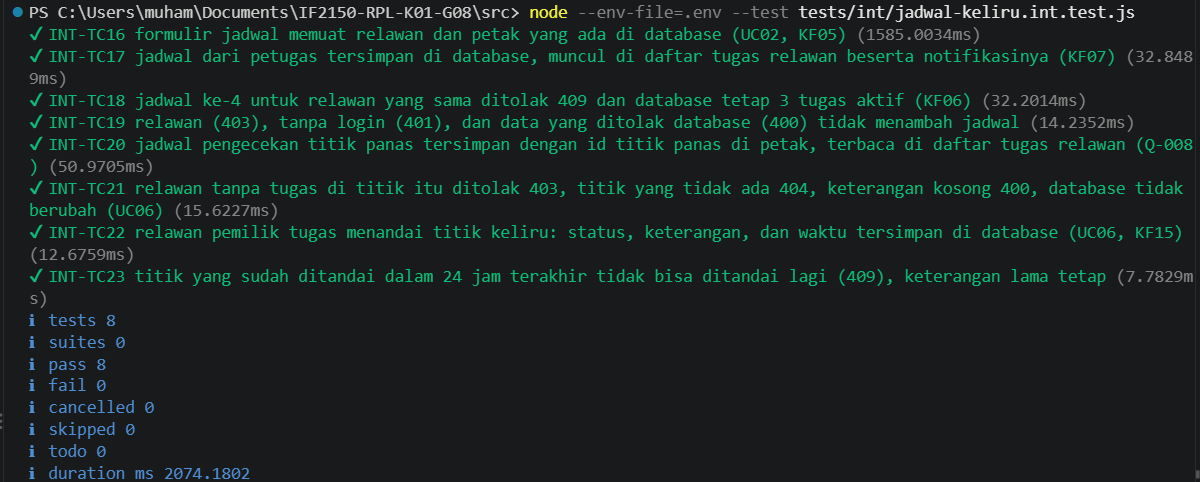 PS C:\Users\muham\Documents\IF2150-RPL-K01-G08\src> node --env-file=.env --test tests/int/jadwal-keliru.int.test.js
✓ INT-TC16 formulir jadwal memuat relawan dan petak yang ada di database (UC02, KF05) (1585.0034ms)
✓ INT-TC17 jadwal dari petugas tersimpan di database, muncul di daftar tugas relawan beserta notifikasinya (KF07) (32.848
9ms)
✓ INT-TC18 jadwal ke-4 untuk relawan yang sama ditolak 409 dan database tetap 3 tugas aktif (KF06) (32.2014ms)
✓ INT-TC19 relawan (403), tanpa login (401), dan data yang ditolak database (400) tidak menambah jadwal (14.2352ms)
✓ INT-TC20 jadwal pengecekan titik panas tersimpan dengan id titik panas di petak, terbaca di daftar tugas relawan (Q-008
) (50.9705ms)
✓ INT-TC21 relawan tanpa tugas di titik itu ditolak 403, titik yang tidak ada 404, keterangan kosong 400, database tidak
berubah (UC06) (15.6227ms)
✓ INT-TC22 relawan pemilik tugas menandai titik keliru: status, keterangan, dan waktu tersimpan di database (UC06, KF15)
(12.6759ms)
✓ INT-TC23 titik yang sudah ditandai dalam 24 jam terakhir tidak bisa ditandai lagi (409), keterangan lama tetap (7.7829m
s)
ℹ tests 8
ℹ suites 0
ℹ pass 8
ℹ fail 0
ℹ cancelled 0
ℹ skipped 0
ℹ todo 0
ℹ duration_ms 2074.1802